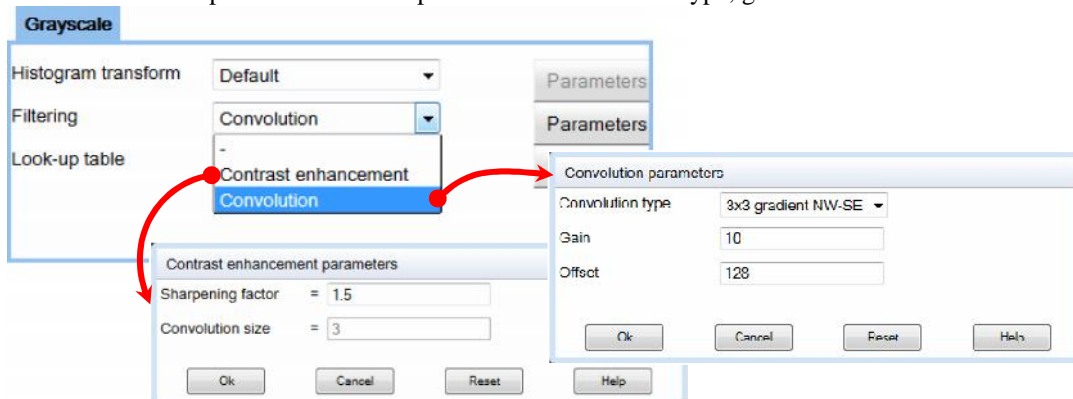 Grayscale
Histogram transform Default Parameters
Filtering Convolution Parameters
Look-up table -
Contrast enhancement
Convolution
Convolution parameters
Convolution type 3x3 gradient NW-SE
Gain 10
Offset 128
Ok Cancel Reset Help
Contrast enhancement parameters
Sharpening factor = 1.5
Convolution size = 3
Ok Cancel Reset Help